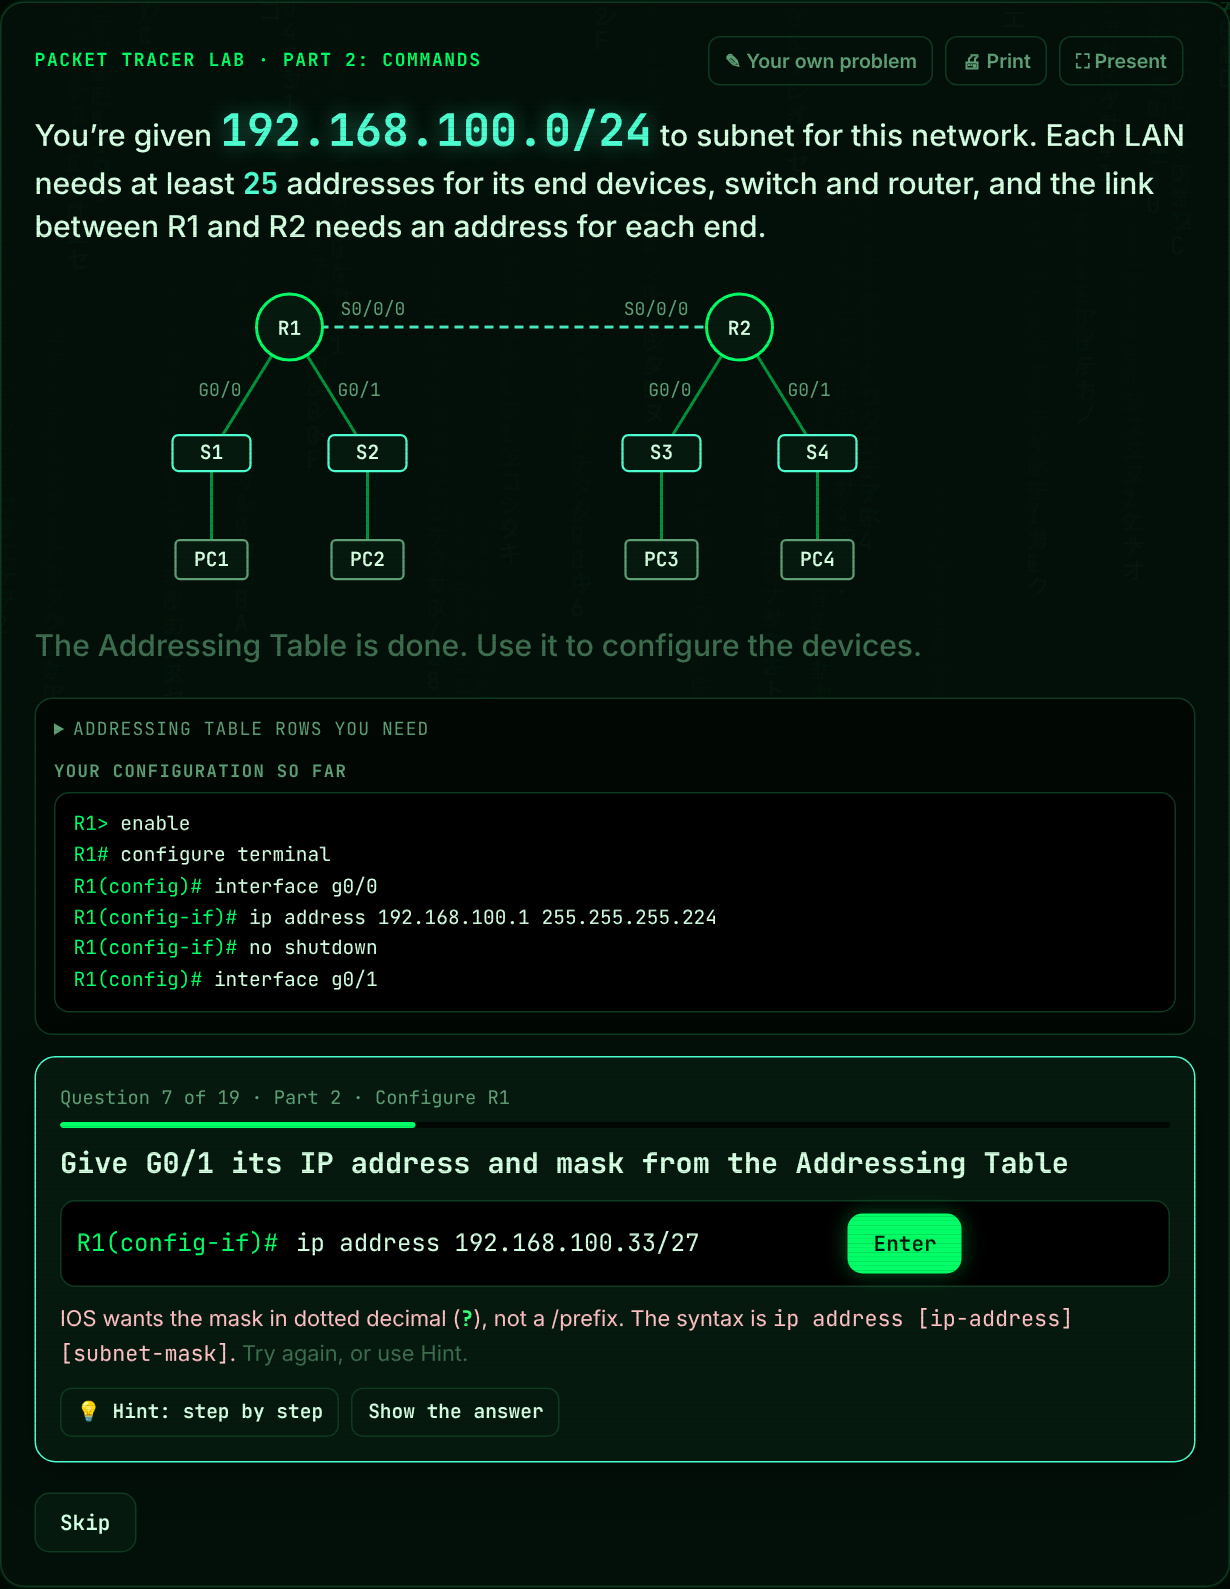 PACKET TRACER LAB · PART 2: COMMANDS
✎ Your own problem
🖨 Print
⛶ Present
You’re given 192.168.100.0/24 to subnet for this network. Each LAN
needs at least 25 addresses for its end devices, switch and router, and the link
between R1 and R2 needs an address for each end.
R1
S0/0/0
S0/0/0
R2
G0/0
G0/1
G0/0
G0/1
S1
S2
S3
S4
PC1
PC2
PC3
PC4
The Addressing Table is done. Use it to configure the devices.
▶ ADDRESSING TABLE ROWS YOU NEED
YOUR CONFIGURATION SO FAR
R1> enable
R1# configure terminal
R1(config)# interface g0/0
R1(config-if)# ip address 192.168.100.1 255.255.255.224
R1(config-if)# no shutdown
R1(config)# interface g0/1
Question 7 of 19 · Part 2 · Configure R1
Give G0/1 its IP address and mask from the Addressing Table
R1(config-if)# ip address 192.168.100.33/27
Enter
IOS wants the mask in dotted decimal (?), not a /prefix. The syntax is ip address [ip-address]
[subnet-mask]. Try again, or use Hint.
💡 Hint: step by step
Show the answer
Skip